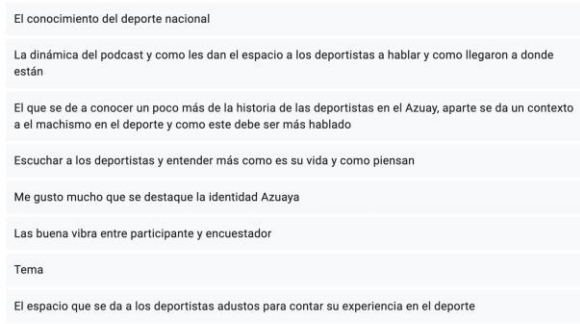 El conocimiento del deporte nacional
La dinámica del podcast y como les dan el espacio a los deportistas a hablar y como llegaron a donde
están
El que se de a conocer un poco más de la historia de las deportistas en el Azuay, aparte se da un contexto
a el machismo en el deporte y como este debe ser más hablado
Escuchar a los deportistas y entender más como es su vida y como piensan
Me gusto mucho que se destaque la identidad Azuaya
Las buena vibra entre participante y encuestador
Tema
El espacio que se da a los deportistas adustos para contar su experiencia en el deporte